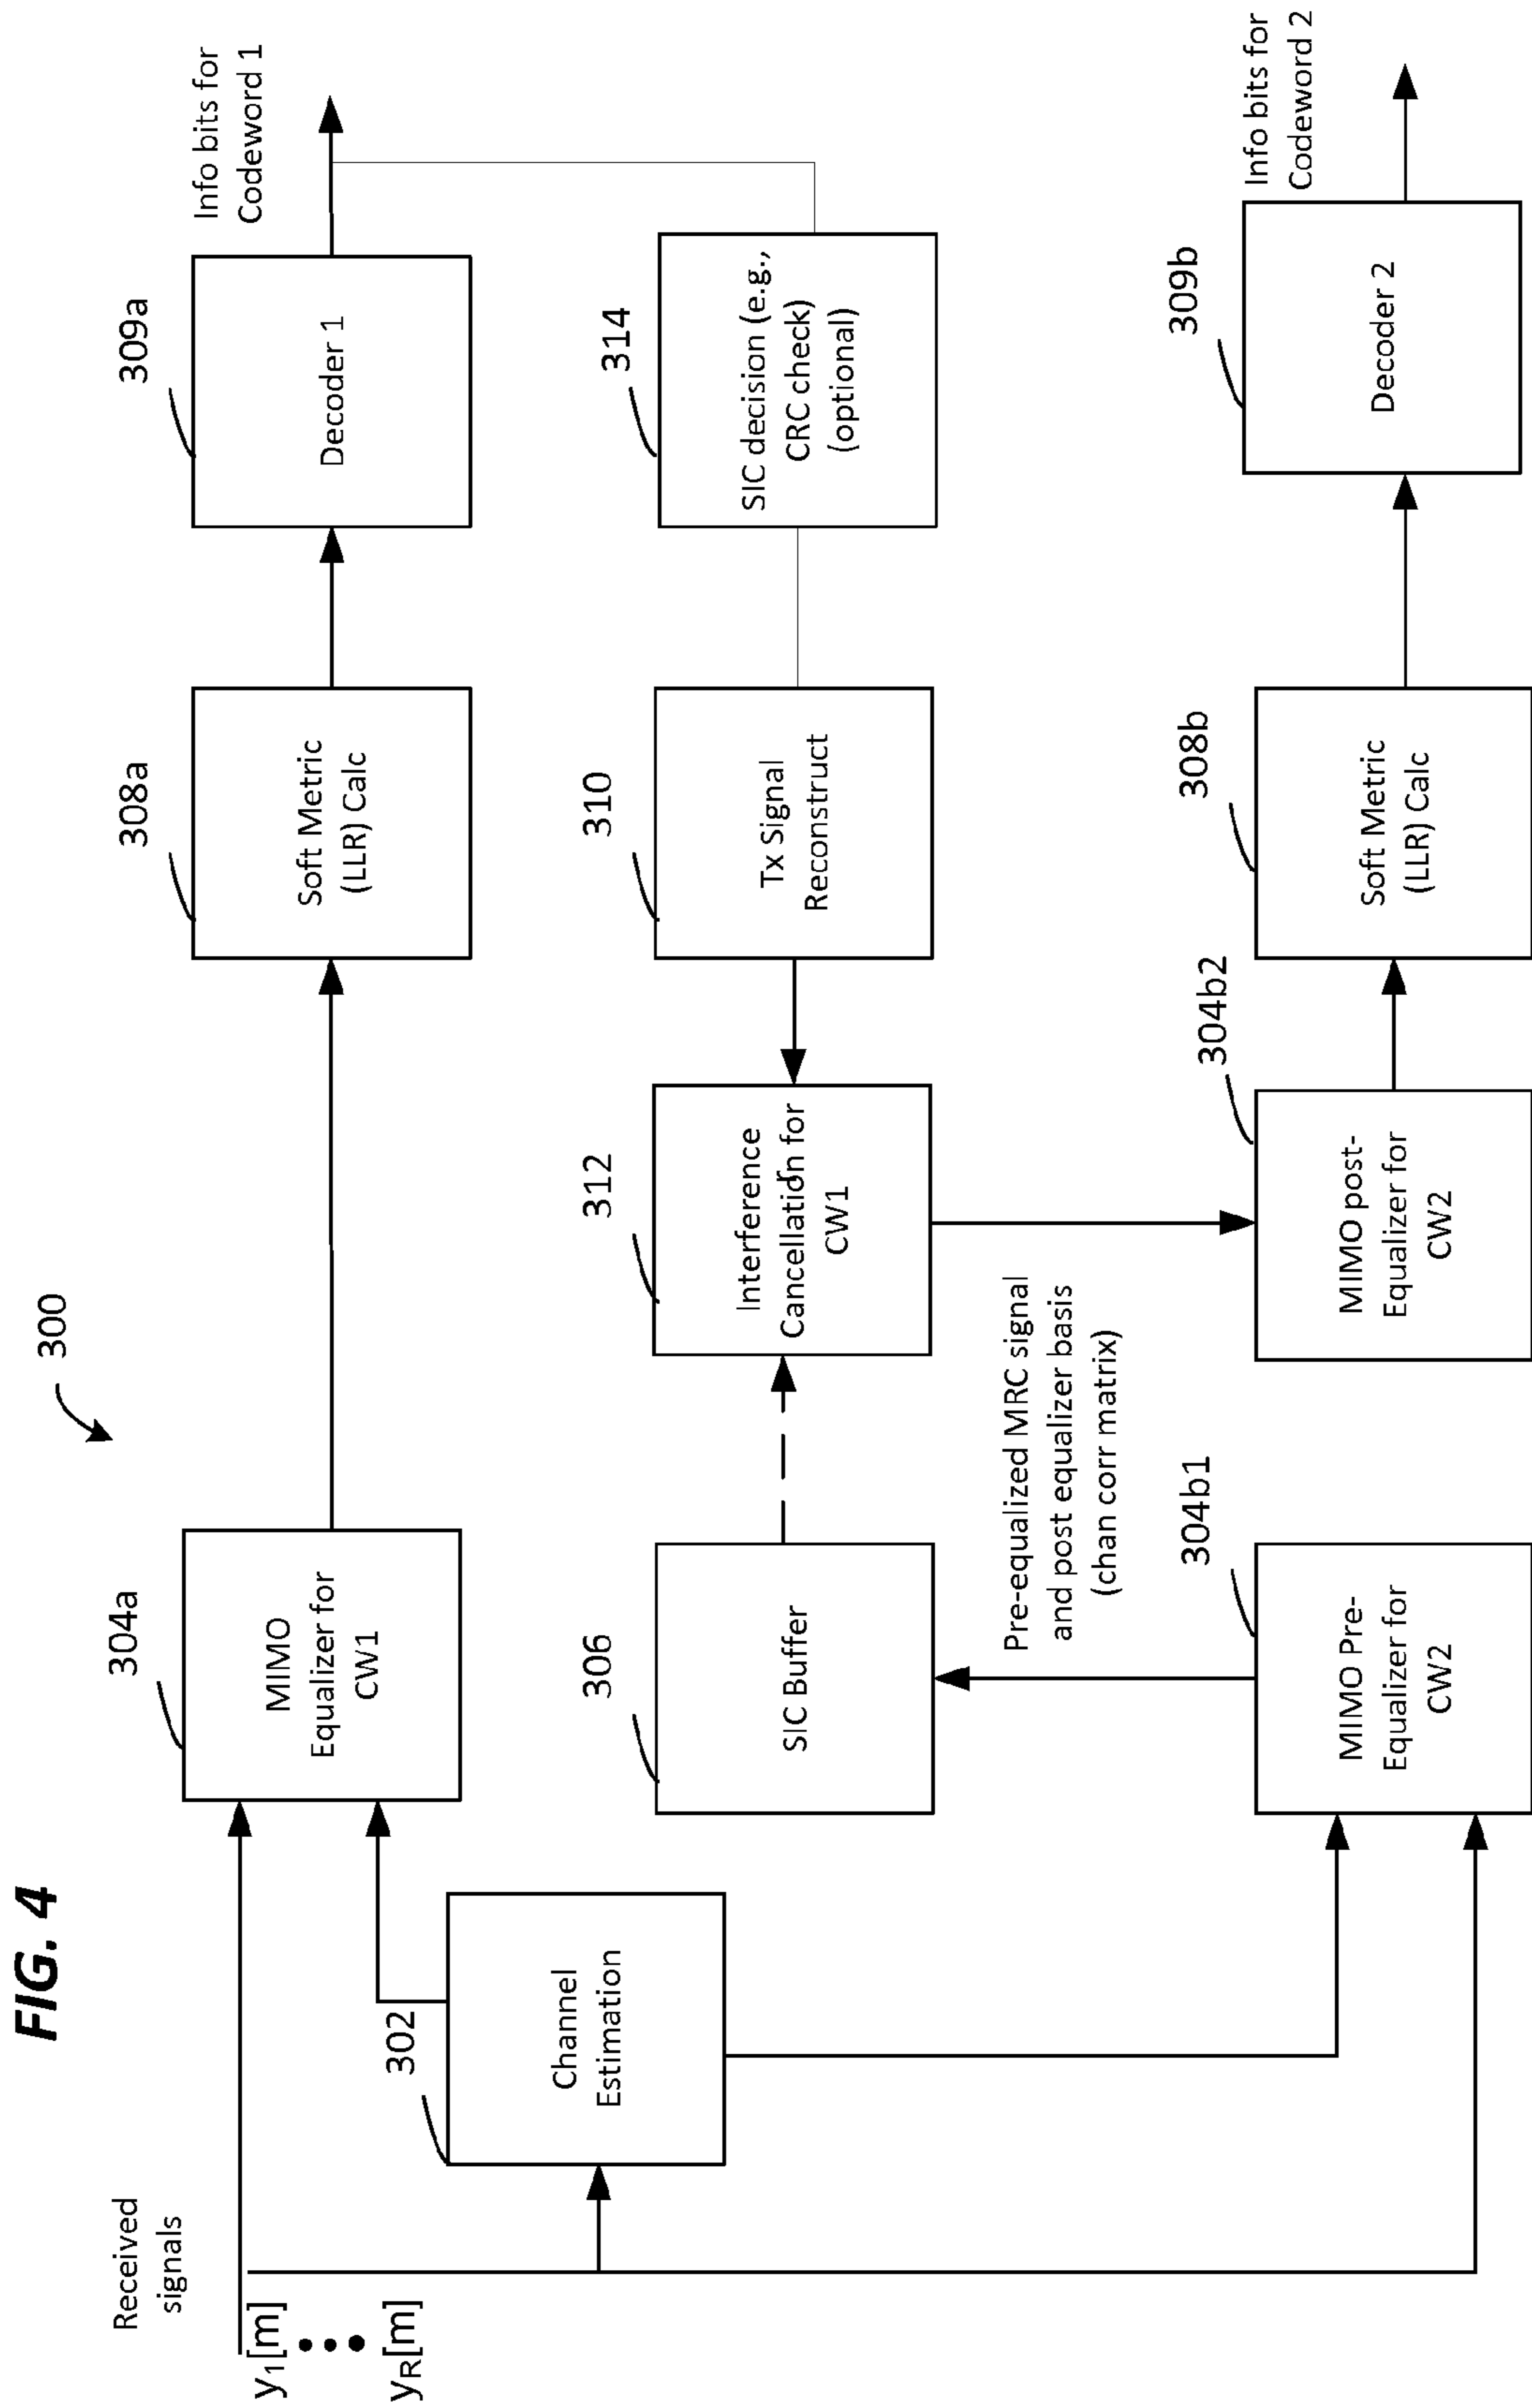 FIG. 4
300
Received
signals
y1[m]
yR[m]
302
Channel
Estimation
304a
MIMO
Equalizer for
CW1
308a
Soft Metric
(LLR) Calc
309a
Decoder 1
Info bits for
Codeword 1
306
SIC Buffer
312
Interference
Cancellation for
CW1
310
Tx Signal
Reconstruct
314
SIC decision (e.g.,
CRC check)
(optional)
Pre-equalized MRC signal
and post equalizer basis
(chan corr matrix)
304b1
MIMO Pre-
Equalizer for
CW2
304b2
MIMO post-
Equalizer for
CW2
308b
Soft Metric
(LLR) Calc
309b
Decoder 2
Info bits for
Codeword 2